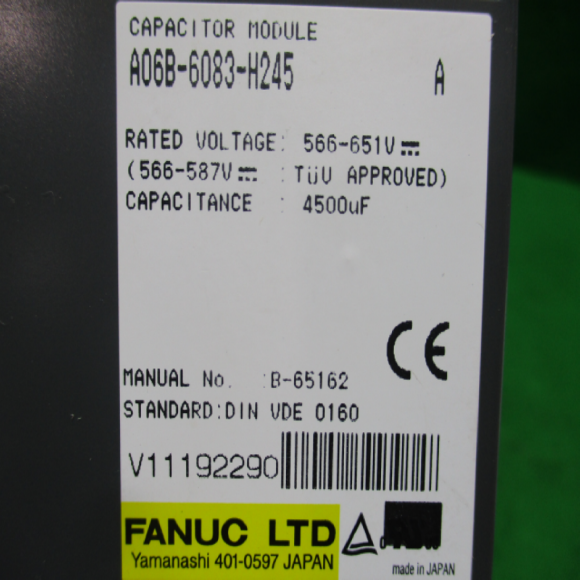 CAPACITOR MODULE
A06B-6083-H245 A
RATED VOLTAGE: 566-651V⎓
(566-587V⎓ : TÜV APPROVED)
CAPACITANCE : 4500uF
CE
MANUAL No. :B-65162
STANDARD:DIN VDE 0160
V11192290
FANUC LTD
Yamanashi 401-0597 JAPAN
made in JAPAN